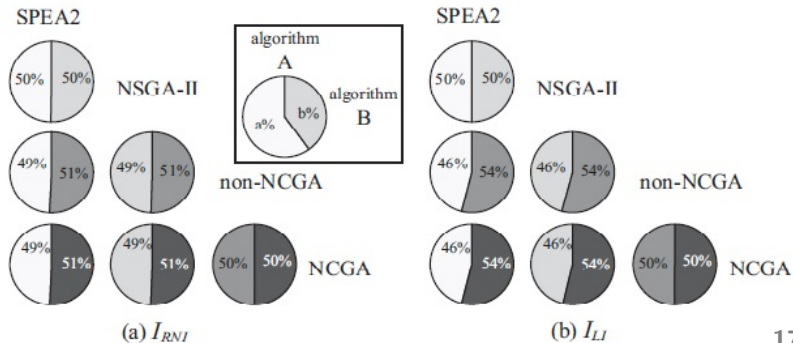 SPEA2
50% 50%
NSGA-II
49% 51%
49% 51%
non-NCGA
49% 51%
49% 51%
50% 50%
NCGA
(a) I_RNI
algorithm
A
algorithm
B
a% b%
SPEA2
50% 50%
NSGA-II
46% 54%
46% 54%
non-NCGA
46% 54%
46% 54%
50% 50%
NCGA
(b) I_LI
17